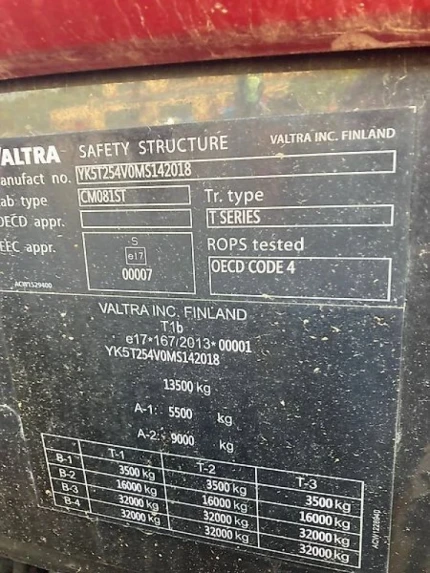 VALTRA SAFETY STRUCTURE VALTRA INC. FINLAND
anufact no. YK5T254V0MS142018
ab type CM081ST Tr. type
OECD appr. T SERIES
EEC appr. S ROPS tested
e17 OECD CODE 4
00007
ACW1529400
VALTRA INC. FINLAND
T1b
e17*167/2013*00001
YK5T254V0MS142018
13500 kg
A-1: 5500 kg
A-2: 9000 kg
T-1 T-2 T-3
B-1 3500 kg 3500 kg 3500 kg
B-2 16000 kg 16000 kg 16000 kg
B-3 32000 kg 32000 kg 32000 kg
B-4 32000 kg 32000 kg 32000 kg